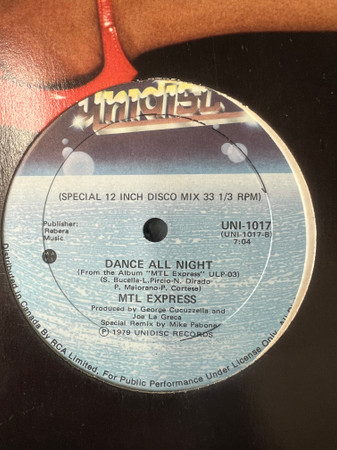 UNIDISC
(SPECIAL 12 INCH DISCO MIX 33 1/3 RPM)
Publisher:
Rebera
Music
UNI-1017
(UNI-1017-B)
7:04
DANCE ALL NIGHT
(From the Album "MTL Express" ULP-03)
(S. Bucella-L. Pircio-N. Dirado
P. Maiorano-P. Cortese)
MTL EXPRESS
Produced by George Cucuzzella and
Joe La Greca
Special Remix by Mike Pabone
Ⓟ © 1979 UNIDISC RECORDS
Distributed in Canada By RCA Limited. For Public Performance Under License Only.